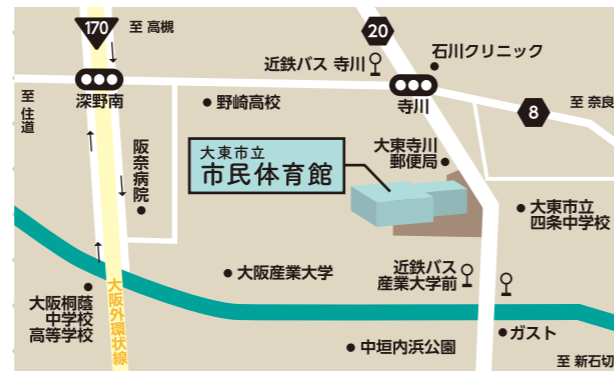 170
至 高槻
20
石川クリニック
近鉄バス 寺川
深野南
寺川
至 住道
野崎高校
至 奈良
8
阪奈病院
大東市立
市民体育館
大東寺川
郵便局
大東市立
四条中学校
大阪産業大学
近鉄バス
産業大学前
大阪桐蔭
中学校
高等学校
大阪外環状線
ガスト
中垣内浜公園
至 新石切